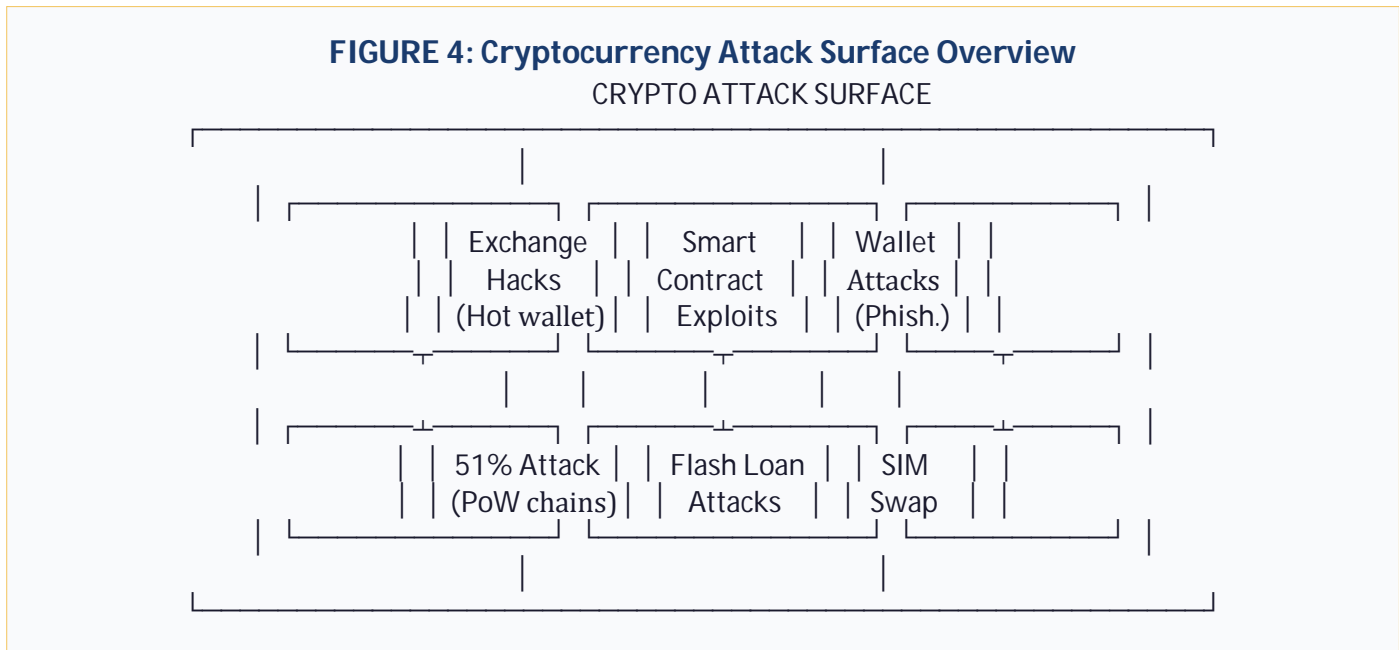 FIGURE 4: Cryptocurrency Attack Surface Overview
CRYPTO ATTACK SURFACE
Exchange Smart Wallet
Hacks Contract Attacks
(Hot wallet) Exploits (Phish.)
51% Attack Flash Loan SIM
(PoW chains) Attacks Swap